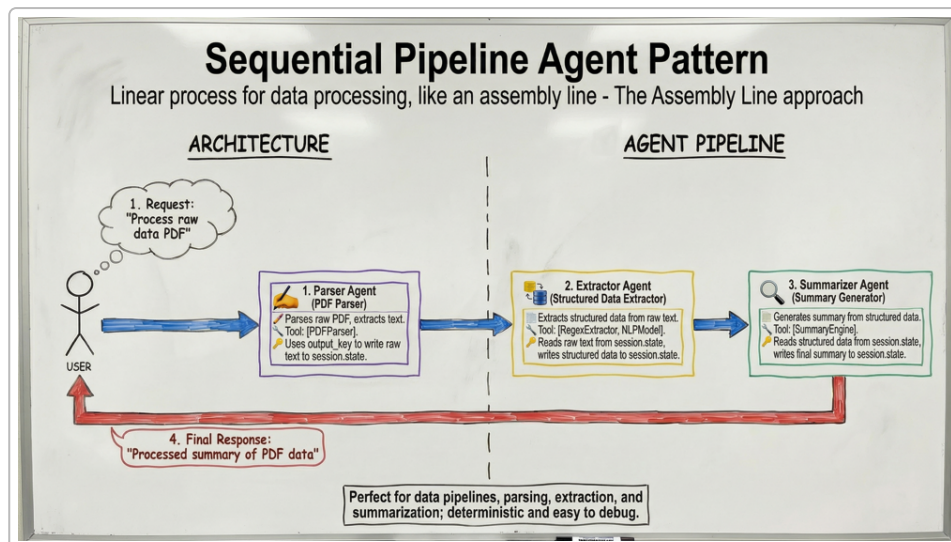 Sequential Pipeline Agent Pattern
Linear process for data processing, like an assembly line - The Assembly Line approach
ARCHITECTURE
AGENT PIPELINE
1. Request:
"Process raw
data PDF"
USER
1. Parser Agent
(PDF Parser)
Parses raw PDF, extracts text.
Tool: [PDFParser].
Uses output_key to write raw
text to session.state.
2. Extractor Agent
(Structured Data Extractor)
Extracts structured data from raw text.
Tool: [RegexExtractor, NLPModel].
Reads raw text from session.state,
writes structured data to session.state.
3. Summarizer Agent
(Summary Generator)
Generates summary from structured data.
Tool: [SummaryEngine].
Reads structured data from session.state,
writes final summary to session.state.
4. Final Response:
"Processed summary of PDF data"
Perfect for data pipelines, parsing, extraction, and
summarization; deterministic and easy to debug.